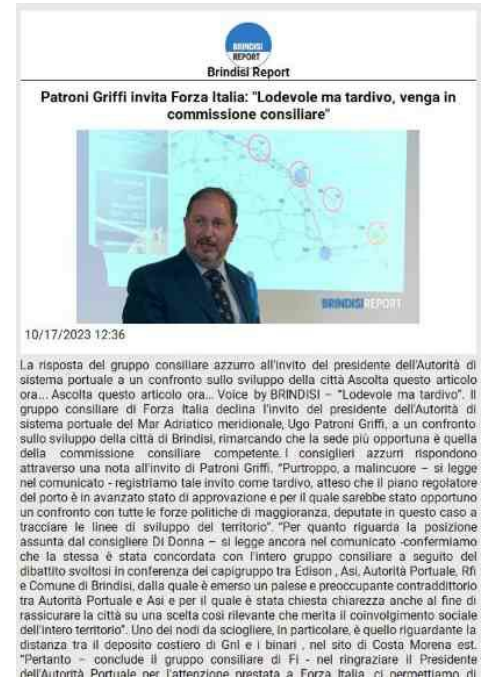 BRINDISI
REPORT
Brindisi Report
Patroni Griffi invita Forza Italia: "Lodevole ma tardivo, venga in
commissione consiliare"
BRINDISI REPORT
10/17/2023 12:36
La risposta del gruppo consiliare azzurro all'invito del presidente dell'Autorità di
sistema portuale a un confronto sullo sviluppo della città Ascolta questo articolo
ora... Ascolta questo articolo ora... Voice by BRINDISI – "Lodevole ma tardivo". Il
gruppo consiliare di Forza Italia declina l'invito del presidente dell'Autorità di
sistema portuale del Mar Adriatico meridionale, Ugo Patroni Griffi, a un confronto
sullo sviluppo della città di Brindisi, rimarcando che la sede più opportuna è quella
della commissione consiliare competente. I consiglieri azzurri rispondono
attraverso una nota all'invito di Patroni Griffi. "Purtroppo, a malincuore – si legge
nel comunicato - registriamo tale invito come tardivo, atteso che il piano regolatore
del porto è in avanzato stato di approvazione e per il quale sarebbe stato opportuno
un confronto con tutte le forze politiche di maggioranza, deputate in questo caso a
tracciare le linee di sviluppo del territorio". "Per quanto riguarda la posizione
assunta dal consigliere Di Donna – si legge ancora nel comunicato -confermiamo
che la stessa è stata concordata con l'intero gruppo consiliare a seguito del
dibattito svoltosi in conferenza dei capigruppo tra Edison , Asi, Autorità Portuale, Rfi
e Comune di Brindisi, dalla quale è emerso un palese e preoccupante contraddittorio
tra Autorità Portuale e Asi e per il quale è stata chiesta chiarezza anche al fine di
rassicurare la città su una scelta così rilevante che merita il coinvolgimento sociale
dell'intero territorio". Uno dei nodi da sciogliere, in particolare, è quello riguardante la
distanza tra il deposito costiero di Gnl e i binari , nel sito di Costa Morena est.
"Pertanto – conclude il gruppo consiliare di Fi - nel ringraziare il Presidente
dell'Autorità Portuale per l'attenzione prestata a Forza Italia, ci permettiamo di